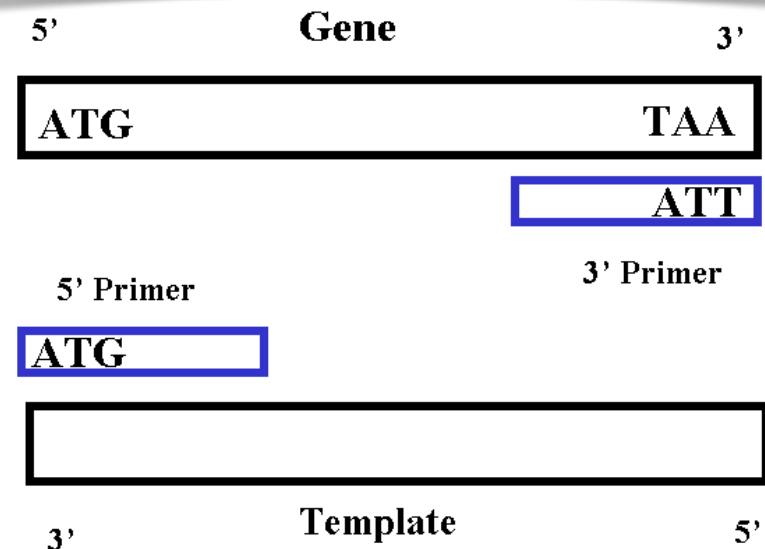 5’ Gene 3’
ATG TAA
ATT
3’ Primer
5’ Primer
ATG
3’ Template 5’